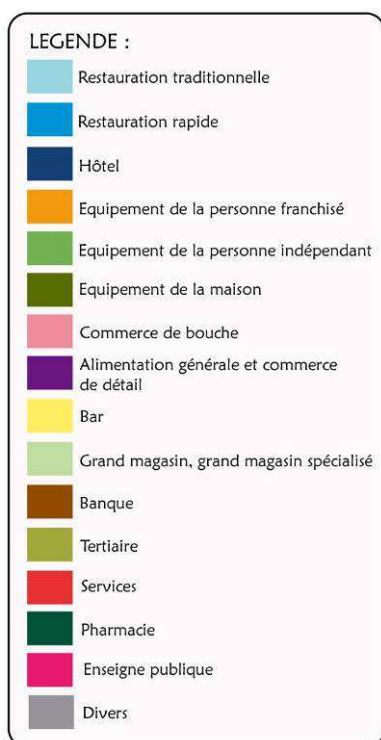 LEGENDE :
Restauration traditionnelle
Restauration rapide
Hôtel
Equipement de la personne franchisé
Equipement de la personne indépendant
Equipement de la maison
Commerce de bouche
Alimentation générale et commerce
de détail
Bar
Grand magasin, grand magasin spécialisé
Banque
Tertiaire
Services
Pharmacie
Enseigne publique
Divers